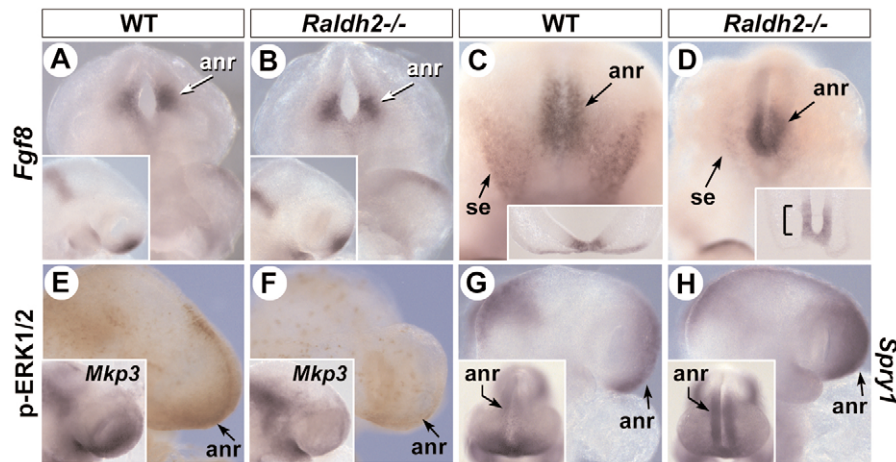 WT Raldh2-/- WT Raldh2-/-
A anr B anr C anr D anr
Fgf8
se se
E F G H
p-ERK1/2 Mkp3 Mkp3 anr anr Spry1
anr anr anr anr